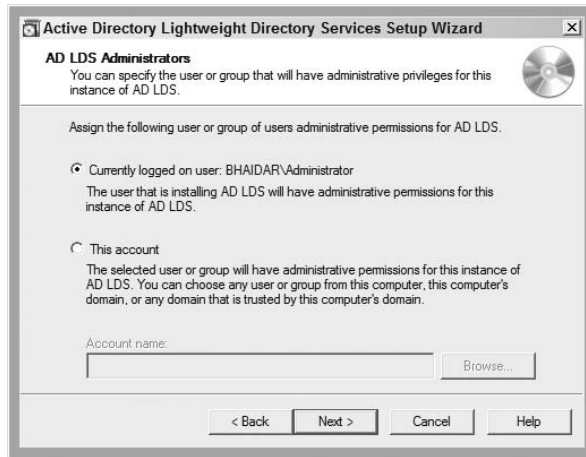 Active Directory Lightweight Directory Services Setup Wizard
AD LDS Administrators
You can specify the user or group that will have administrative privileges for this
instance of AD LDS.
Assign the following user or group of users administrative permissions for AD LDS.
Currently logged on user: BHAIDAR\Administrator
The user that is installing AD LDS will have administrative permissions for this
instance of AD LDS.
This account
The selected user or group will have administrative permissions for this instance of
AD LDS. You can choose any user or group from this computer, this computer's
domain, or any domain that is trusted by this computer's domain.
Account name:
Browse...
< Back Next > Cancel Help